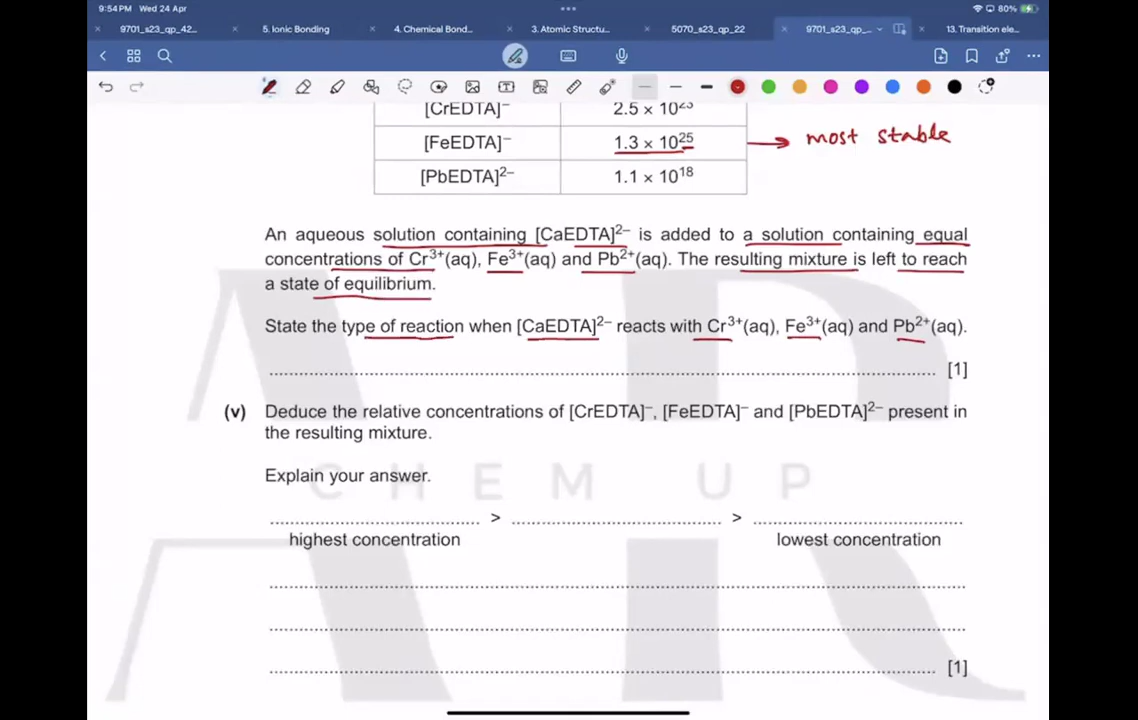 9:54 PM Wed 24 Apr
80%
9701_s23_qp_42...
5. Ionic Bonding
4. Chemical Bond...
3. Atomic Structu...
5070_s23_qp_22
9701_s23_qp_...
13. Transition ele...
[CrEDTA]⁻ 2.5 × 10²³
[FeEDTA]⁻ 1.3 × 10²⁵ → most stable
[PbEDTA]²⁻ 1.1 × 10¹⁸
An aqueous solution containing [CaEDTA]²⁻ is added to a solution containing equal
concentrations of Cr³⁺(aq), Fe³⁺(aq) and Pb²⁺(aq). The resulting mixture is left to reach
a state of equilibrium.
State the type of reaction when [CaEDTA]²⁻ reacts with Cr³⁺(aq), Fe³⁺(aq) and Pb²⁺(aq).
[1]
(v) Deduce the relative concentrations of [CrEDTA]⁻, [FeEDTA]⁻ and [PbEDTA]²⁻ present in
the resulting mixture.
Explain your answer.
CHEM UP
> >
highest concentration lowest concentration
[1]